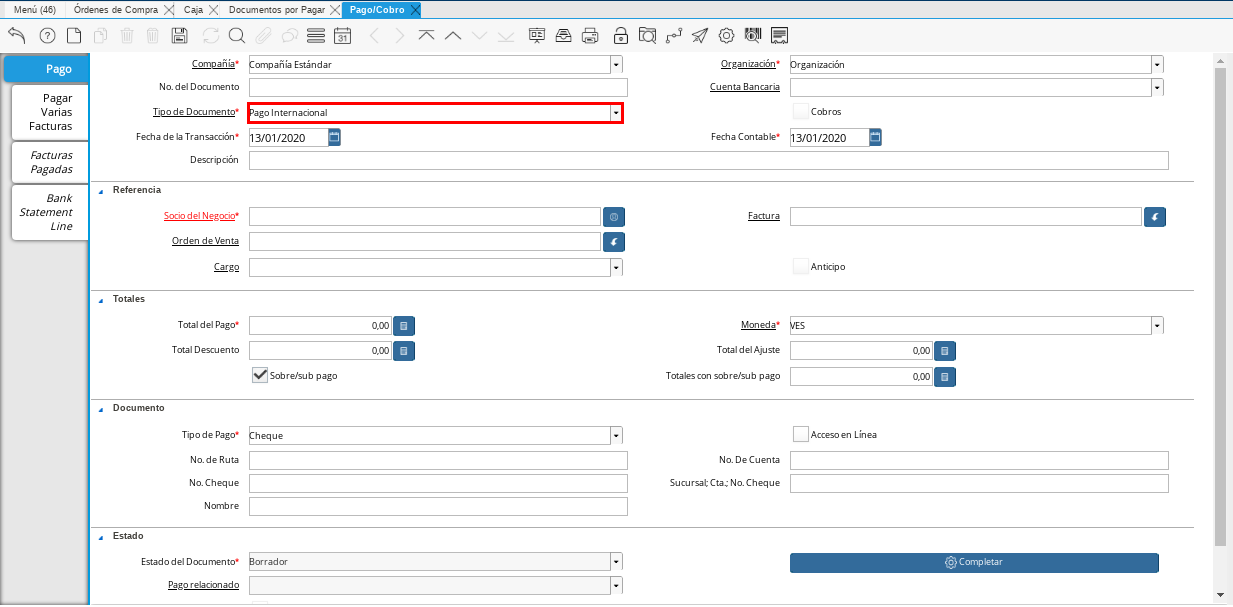 Menú (46) Órdenes de Compra Caja Documentos por Pagar Pago/Cobro
31
Pago
Pagar
Varias
Facturas
Facturas
Pagadas
Bank
Statement
Line
Compañía* Compañía Estándar Organización* Organización
No. del Documento Cuenta Bancaria
Tipo de Documento* Pago Internacional Cobros
Fecha de la Transacción* 13/01/2020 Fecha Contable* 13/01/2020
Descripción
Referencia
Socio del Negocio* Factura
Orden de Venta
Cargo Anticipo
Totales
Total del Pago* 0,00 Moneda* VES
Total Descuento 0,00 Total del Ajuste 0,00
Sobre/sub pago Totales con sobre/sub pago 0,00
Documento
Tipo de Pago* Cheque Acceso en Línea
No. de Ruta No. De Cuenta
No. Cheque Sucursal; Cta.; No. Cheque
Nombre
Estado
Estado del Documento* Borrador Completar
Pago relacionado